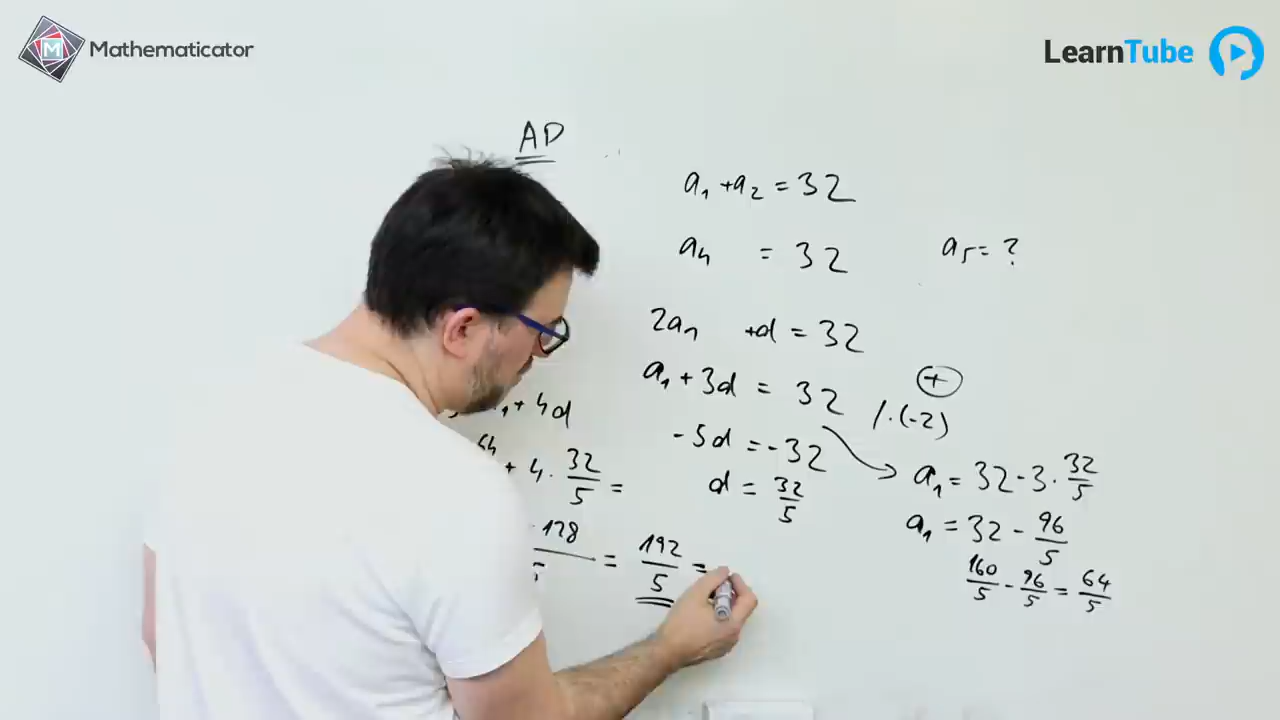 Mathematicator
LearnTube
AP
a₁ + a₂ = 32
a₄ = 32
a₅ = ?
2a₁ + d = 32
a₁ + 3d = 32 / · (-2)
+
-5d = -32
d = 32/5
a₁ = 32 - 3 · 32/5
a₁ = 32 - 96/5
160/5 - 96/5 = 64/5
+ 4d
+ 4 · 32/5 =
128
= 192/5 =